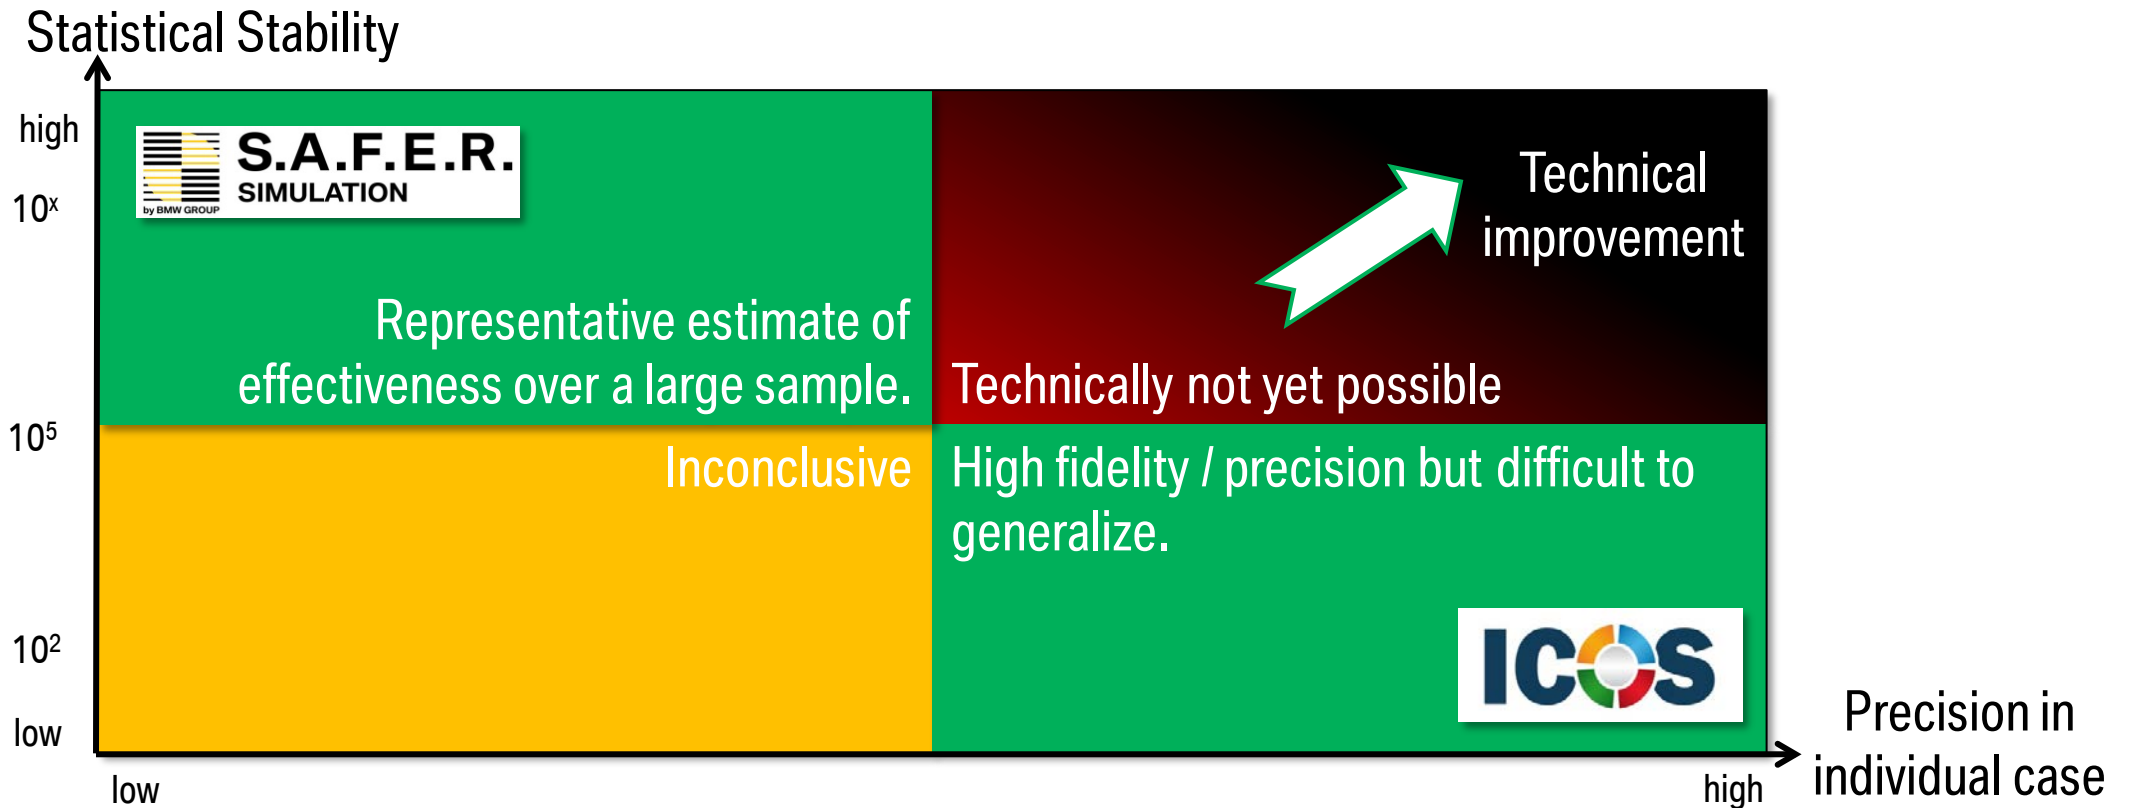 Statistical Stability
high
10ˣ
10⁵
10²
low
S.A.F.E.R.
SIMULATION
by BMW GROUP
Representative estimate of
effectiveness over a large sample.
Technical
improvement
Technically not yet possible
Inconclusive
High fidelity / precision but difficult to
generalize.
ICOS
low
high
Precision in
individual case